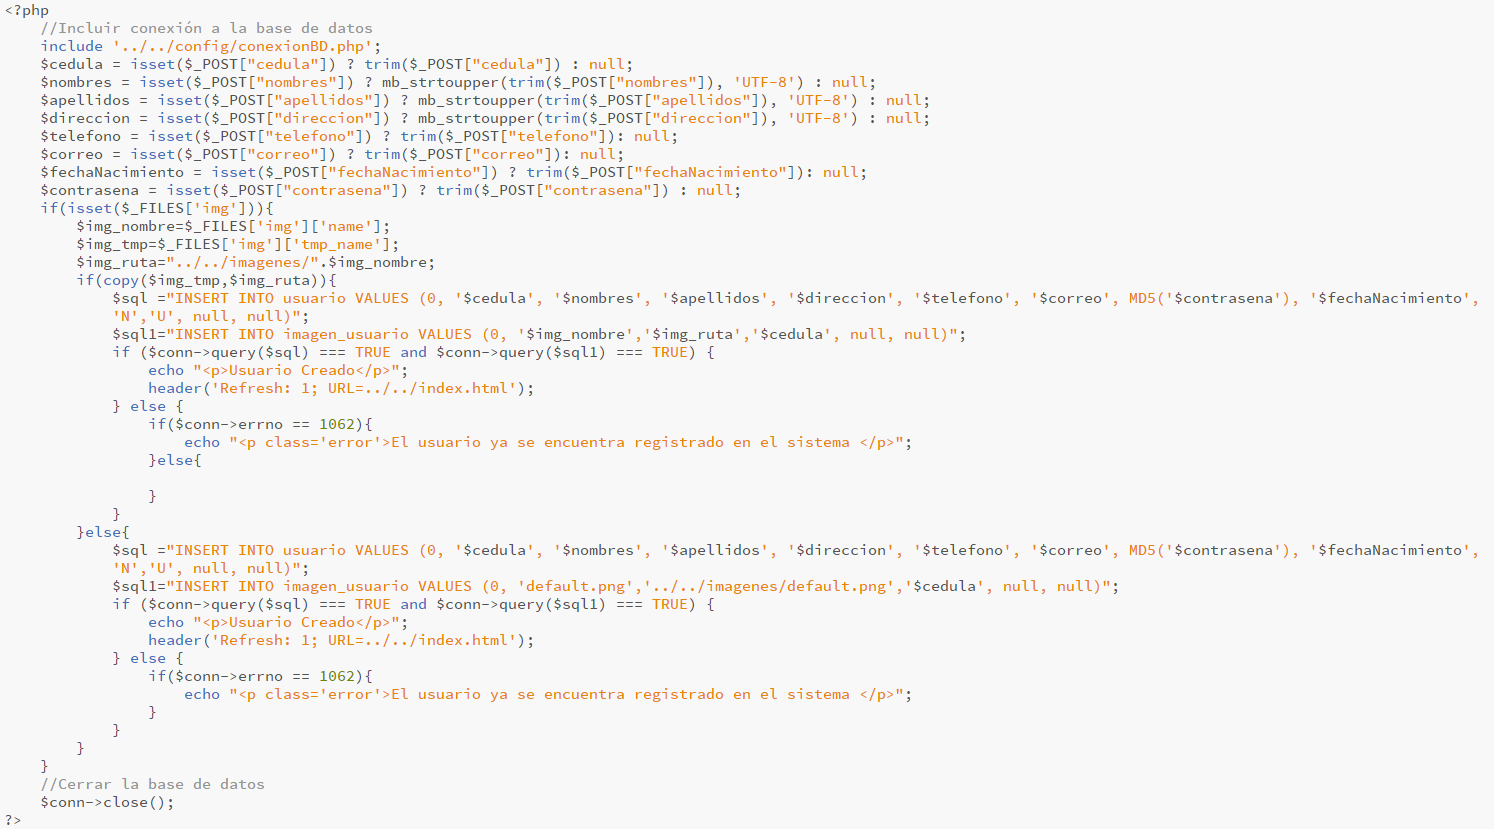 <?php
//Incluir conexión a la base de datos
include '../../config/conexionBD.php';
$cedula = isset($_POST["cedula"]) ? trim($_POST["cedula"]) : null;
$nombres = isset($_POST["nombres"]) ? mb_strtoupper(trim($_POST["nombres"]), 'UTF-8') : null;
$apellidos = isset($_POST["apellidos"]) ? mb_strtoupper(trim($_POST["apellidos"]), 'UTF-8') : null;
$direccion = isset($_POST["direccion"]) ? mb_strtoupper(trim($_POST["direccion"]), 'UTF-8') : null;
$telefono = isset($_POST["telefono"]) ? trim($_POST["telefono"]): null;
$correo = isset($_POST["correo"]) ? trim($_POST["correo"]): null;
$fechaNacimiento = isset($_POST["fechaNacimiento"]) ? trim($_POST["fechaNacimiento"]): null;
$contrasena = isset($_POST["contrasena"]) ? trim($_POST["contrasena"]) : null;
if(isset($_FILES['img'])){
$img_nombre=$_FILES['img']['name'];
$img_tmp=$_FILES['img']['tmp_name'];
$img_ruta="../../imagenes/".$img_nombre;
if(copy($img_tmp,$img_ruta)){
$sql ="INSERT INTO usuario VALUES (0, '$cedula', '$nombres', '$apellidos', '$direccion', '$telefono', '$correo', MD5('$contrasena'), '$fechaNacimiento',
'N','U', null, null)";
$sql1="INSERT INTO imagen_usuario VALUES (0, '$img_nombre','$img_ruta','$cedula', null, null)";
if ($conn->query($sql) === TRUE and $conn->query($sql1) === TRUE) {
echo "<p>Usuario Creado</p>";
header('Refresh: 1; URL=../../index.html');
} else {
if($conn->errno == 1062){
echo "<p class='error'>El usuario ya se encuentra registrado en el sistema </p>";
}else{
}
}
}else{
$sql ="INSERT INTO usuario VALUES (0, '$cedula', '$nombres', '$apellidos', '$direccion', '$telefono', '$correo', MD5('$contrasena'), '$fechaNacimiento',
'N','U', null, null)";
$sql1="INSERT INTO imagen_usuario VALUES (0, 'default.png','../../imagenes/default.png','$cedula', null, null)";
if ($conn->query($sql) === TRUE and $conn->query($sql1) === TRUE) {
echo "<p>Usuario Creado</p>";
header('Refresh: 1; URL=../../index.html');
} else {
if($conn->errno == 1062){
echo "<p class='error'>El usuario ya se encuentra registrado en el sistema </p>";
}
}
}
}
//Cerrar la base de datos
$conn->close();
?>